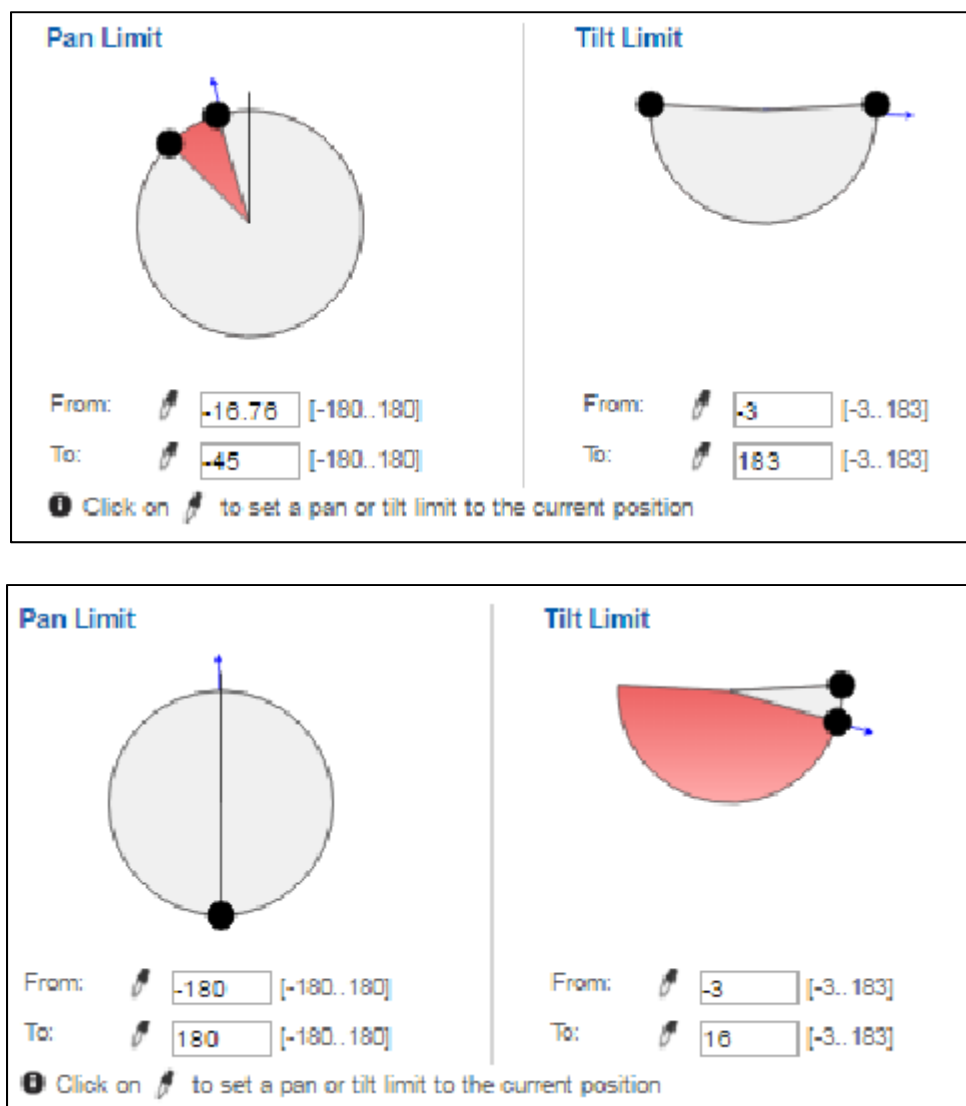 Pan Limit Tilt Limit
From: -16.76 [-180..180] From: -3 [-3..183]
To: -45 [-180..180] To: 183 [-3..183]
Click on to set a pan or tilt limit to the current position
Pan Limit Tilt Limit
From: -180 [-180..180] From: -3 [-3..183]
To: 180 [-180..180] To: 16 [-3..183]
Click on to set a pan or tilt limit to the current position